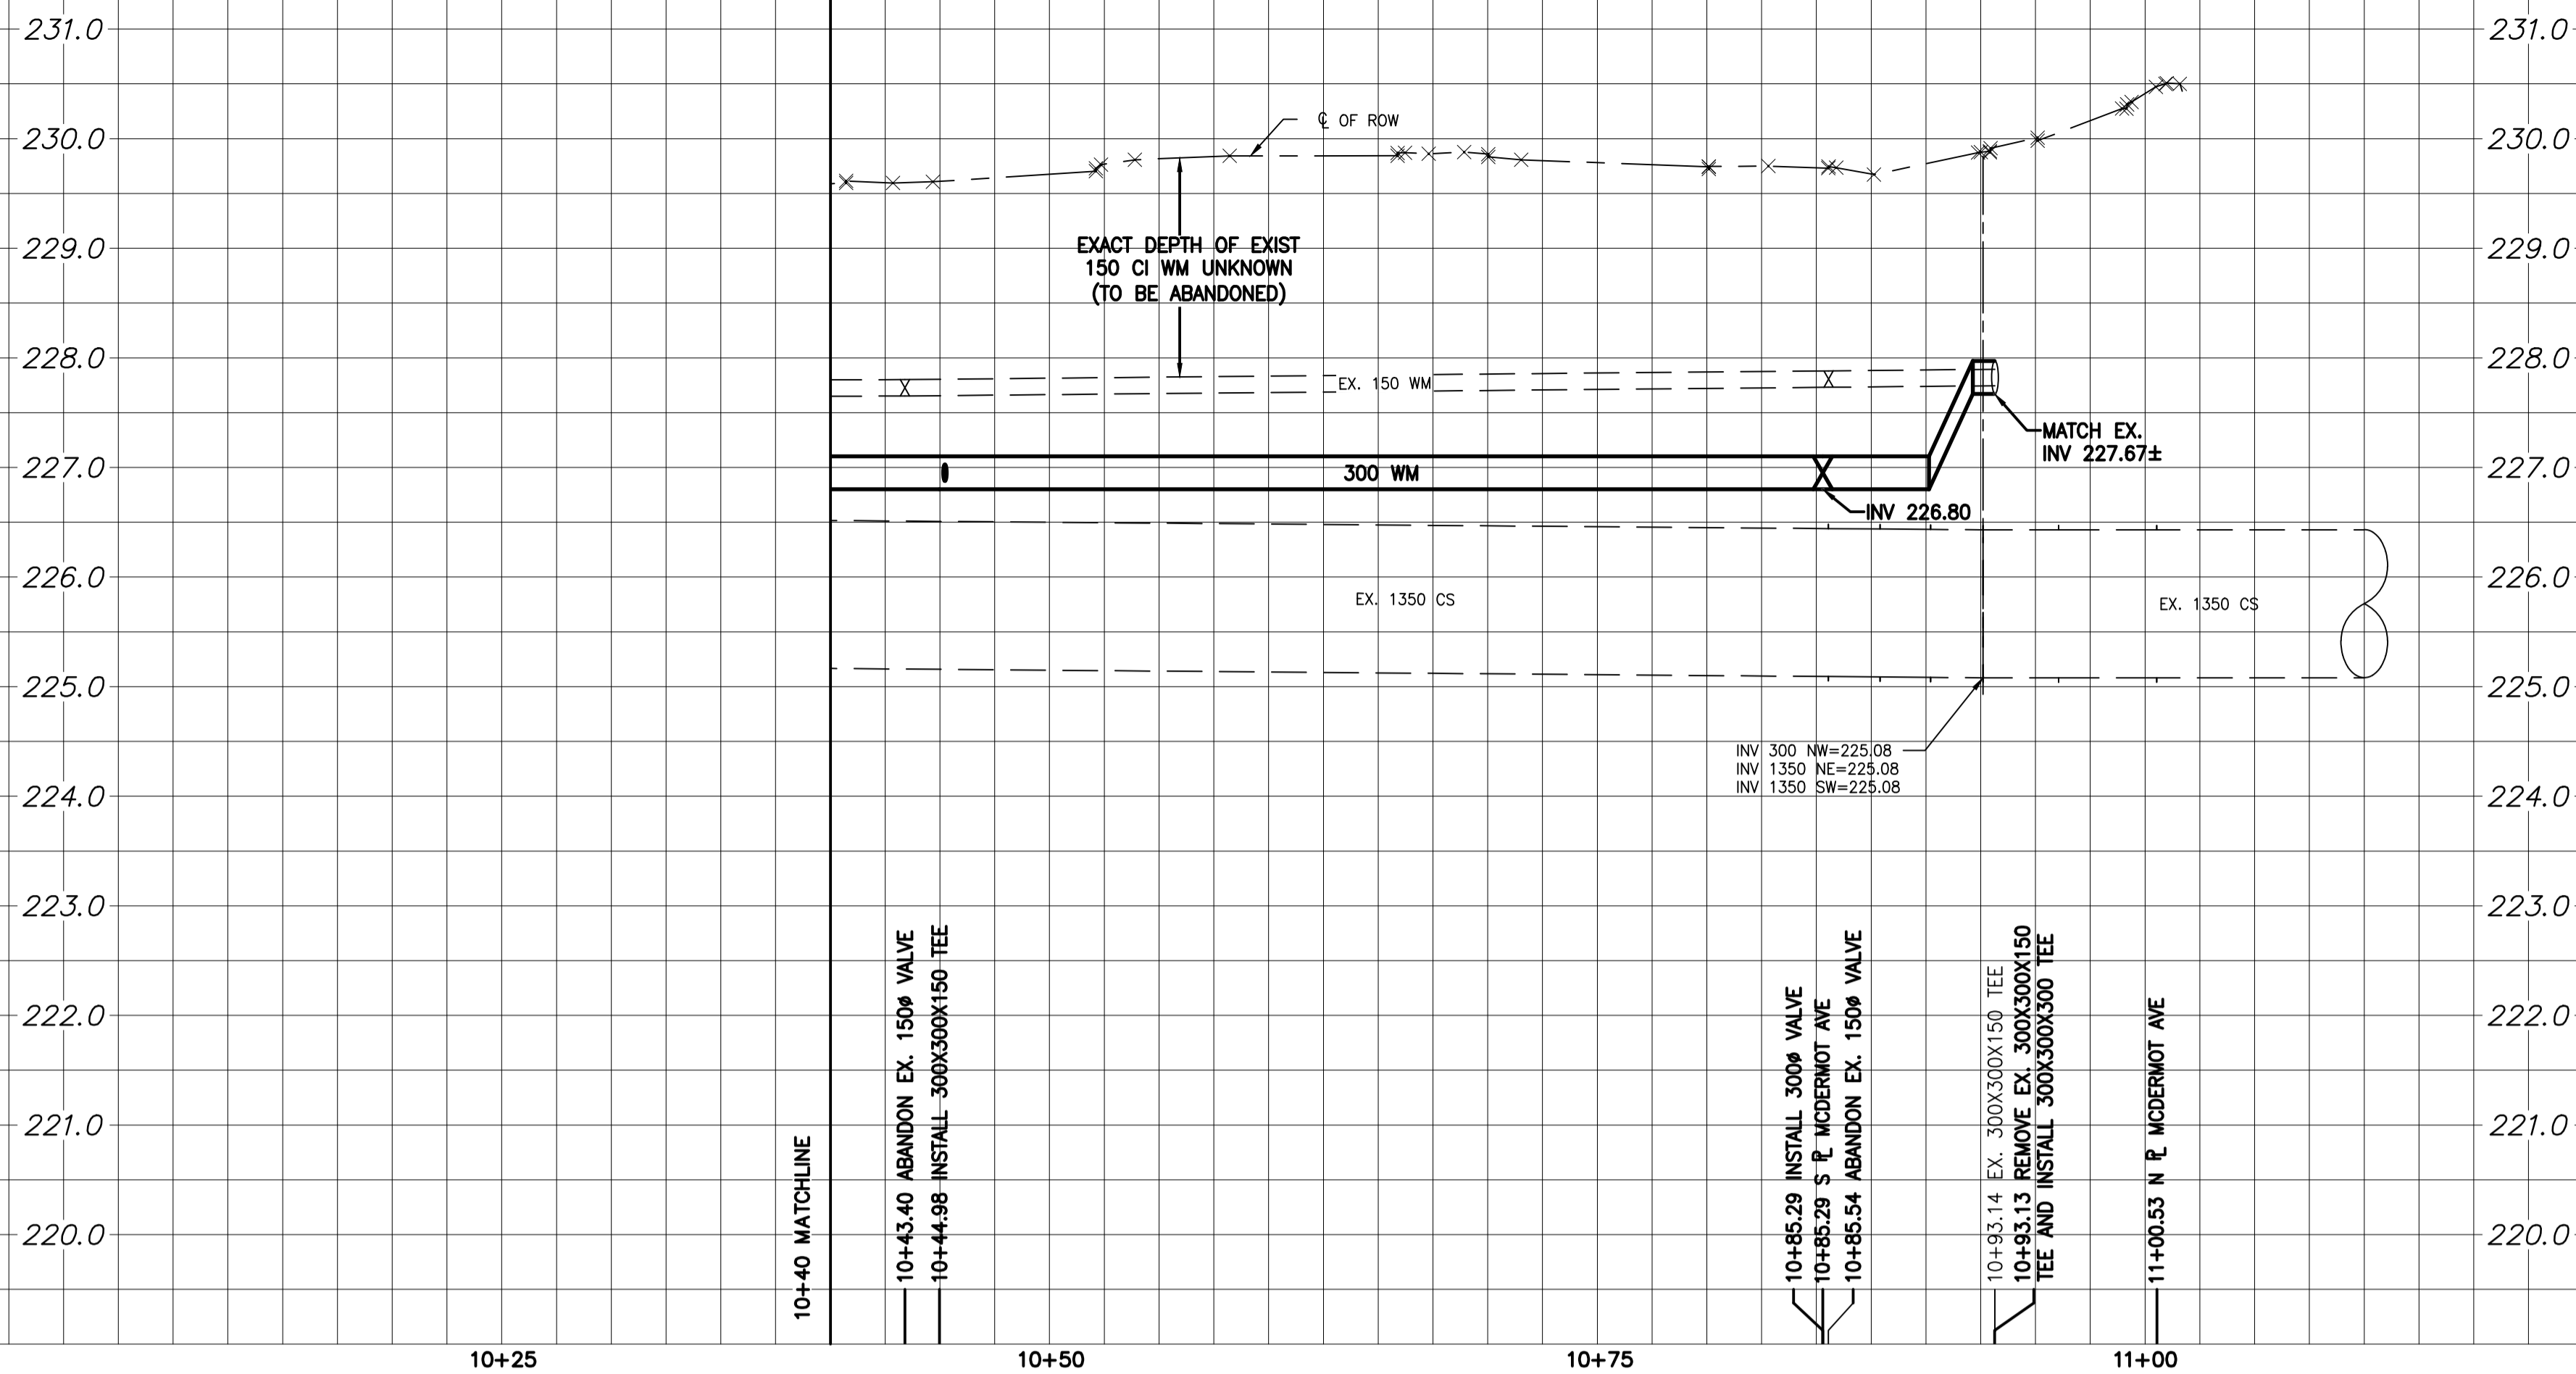 231.0
231.0
℄ OF ROW
230.0
230.0
EXACT DEPTH OF EXIST
150 CI WM UNKNOWN
(TO BE ABANDONED)
229.0
229.0
228.0
228.0
EX. 150 WM
MATCH EX.
INV 227.67±
227.0
300 WM
227.0
INV 226.80
226.0
226.0
EX. 1350 CS
EX. 1350 CS
225.0
225.0
INV 300 NW=225.08
INV 1350 NE=225.08
INV 1350 SW=225.08
224.0
224.0
223.0
223.0
222.0
222.0
221.0
221.0
220.0
220.0
10+40 MATCHLINE
10+43.40 ABANDON EX. 150ø VALVE
10+44.98 INSTALL 300X300X150 TEE
10+85.29 INSTALL 300ø VALVE
10+85.29 S ⅊ MCDERMOT AVE
10+85.54 ABANDON EX. 150ø VALVE
10+93.14 EX. 300X300X150 TEE
10+93.13 REMOVE EX. 300X300X150
TEE AND INSTALL 300X300X300 TEE
11+00.53 N ⅊ MCDERMOT AVE
10+25
10+50
10+75
11+00